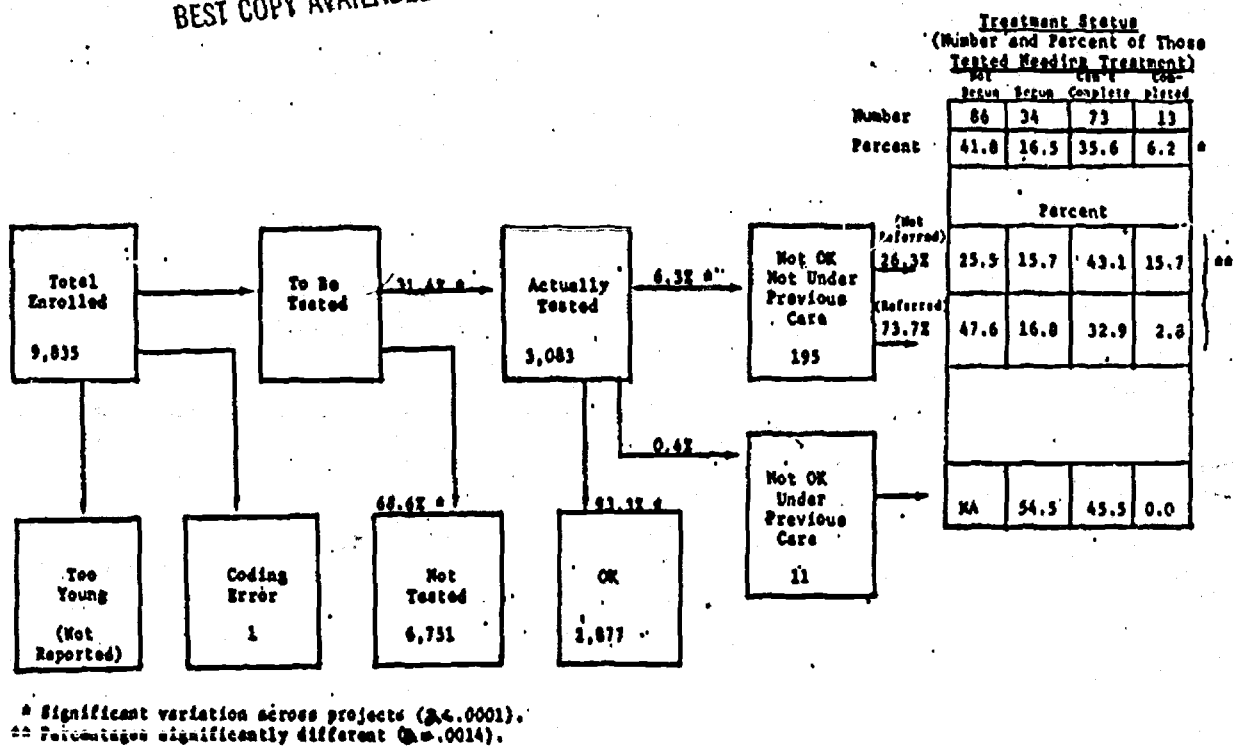 BEST COPY
Treatment Status
(Number and Percent of Those
Tested Needing Treatment)
Not Begun
Begun
Can't Complete
Com-pleted
Number 86 34 73 13
Percent 41.8 16.5 35.6 6.2 *
Percent
(Not Referred)
26.3%
25.5 15.7 43.1 15.7 **
(Referred)
73.7%
47.6 16.8 32.9 2.8
NA 54.5 45.5 0.0
Total
Enrolled
9,835
To Be
Tested
31.4% *
Actually
Tested
3,083
6.3% *
Not OK
Not Under
Previous
Care
195
0.4%
Not OK
Under
Previous
Care
11
68.6% *
Too
Young
(Not
Reported)
Coding
Error
1
Not
Tested
6,751
OK
2,877
* Significant variation across projects (p<.0001).
** Percentages significantly different (p=.0014).